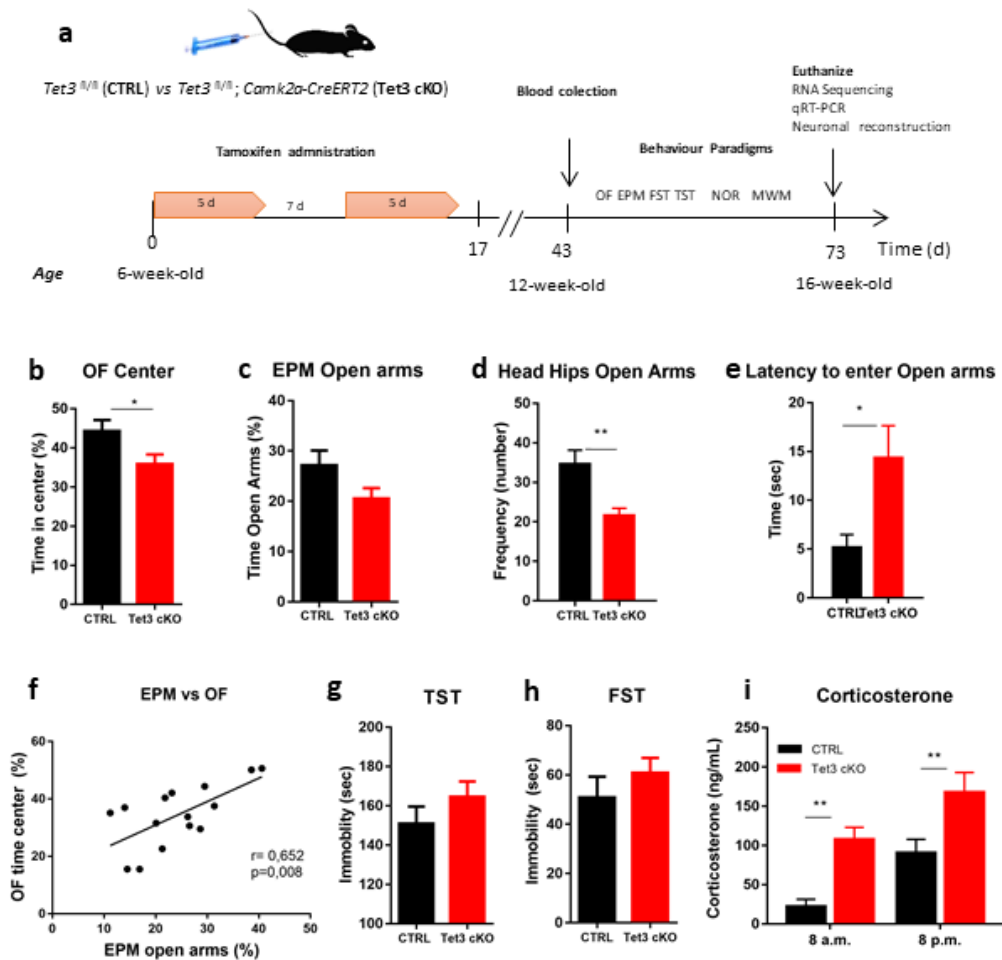 a
Tet3 fl/fl (CTRL) vs Tet3 fl/fl; Camk2a-CreERT2 (Tet3 cKO)
Tamoxifen admnistration
5 d
7 d
5 d
0
17
43
73
Time (d)
Blood colection
Behaviour Paradigms
OF EPM FST TST NOR MWM
Euthanize
RNA Sequencing
qRT-PCR
Neuronal reconstruction
Age
6-week-old
12-week-old
16-week-old
b
OF Center
Time in center (%)
50
40
30
20
10
0
CTRL Tet3 cKO
*
c
EPM Open arms
Time Open Arms (%)
40
30
20
10
0
CTRL Tet3 cKO
d
Head Hips Open Arms
Frequency (number)
50
40
30
20
10
0
CTRL Tet3 cKO
**
e
Latency to enter Open arms
Time (sec)
20
15
10
5
0
CTRL Tet3 cKO
*
f
EPM vs OF
OF time center (%)
60
40
20
0
0 10 20 30 40 50
EPM open arms (%)
r= 0,652
p=0,008
g
TST
Immoblity (sec)
200
180
160
140
120
100
CTRL Tet3 cKO
h
FST
Immobility (sec)
80
60
40
20
0
CTRL Tet3 cKO
i
Corticosterone
Corticosterone (ng/mL)
250
200
150
100
50
0
CTRL
Tet3 cKO
**
**
8 a.m.
8 p.m.